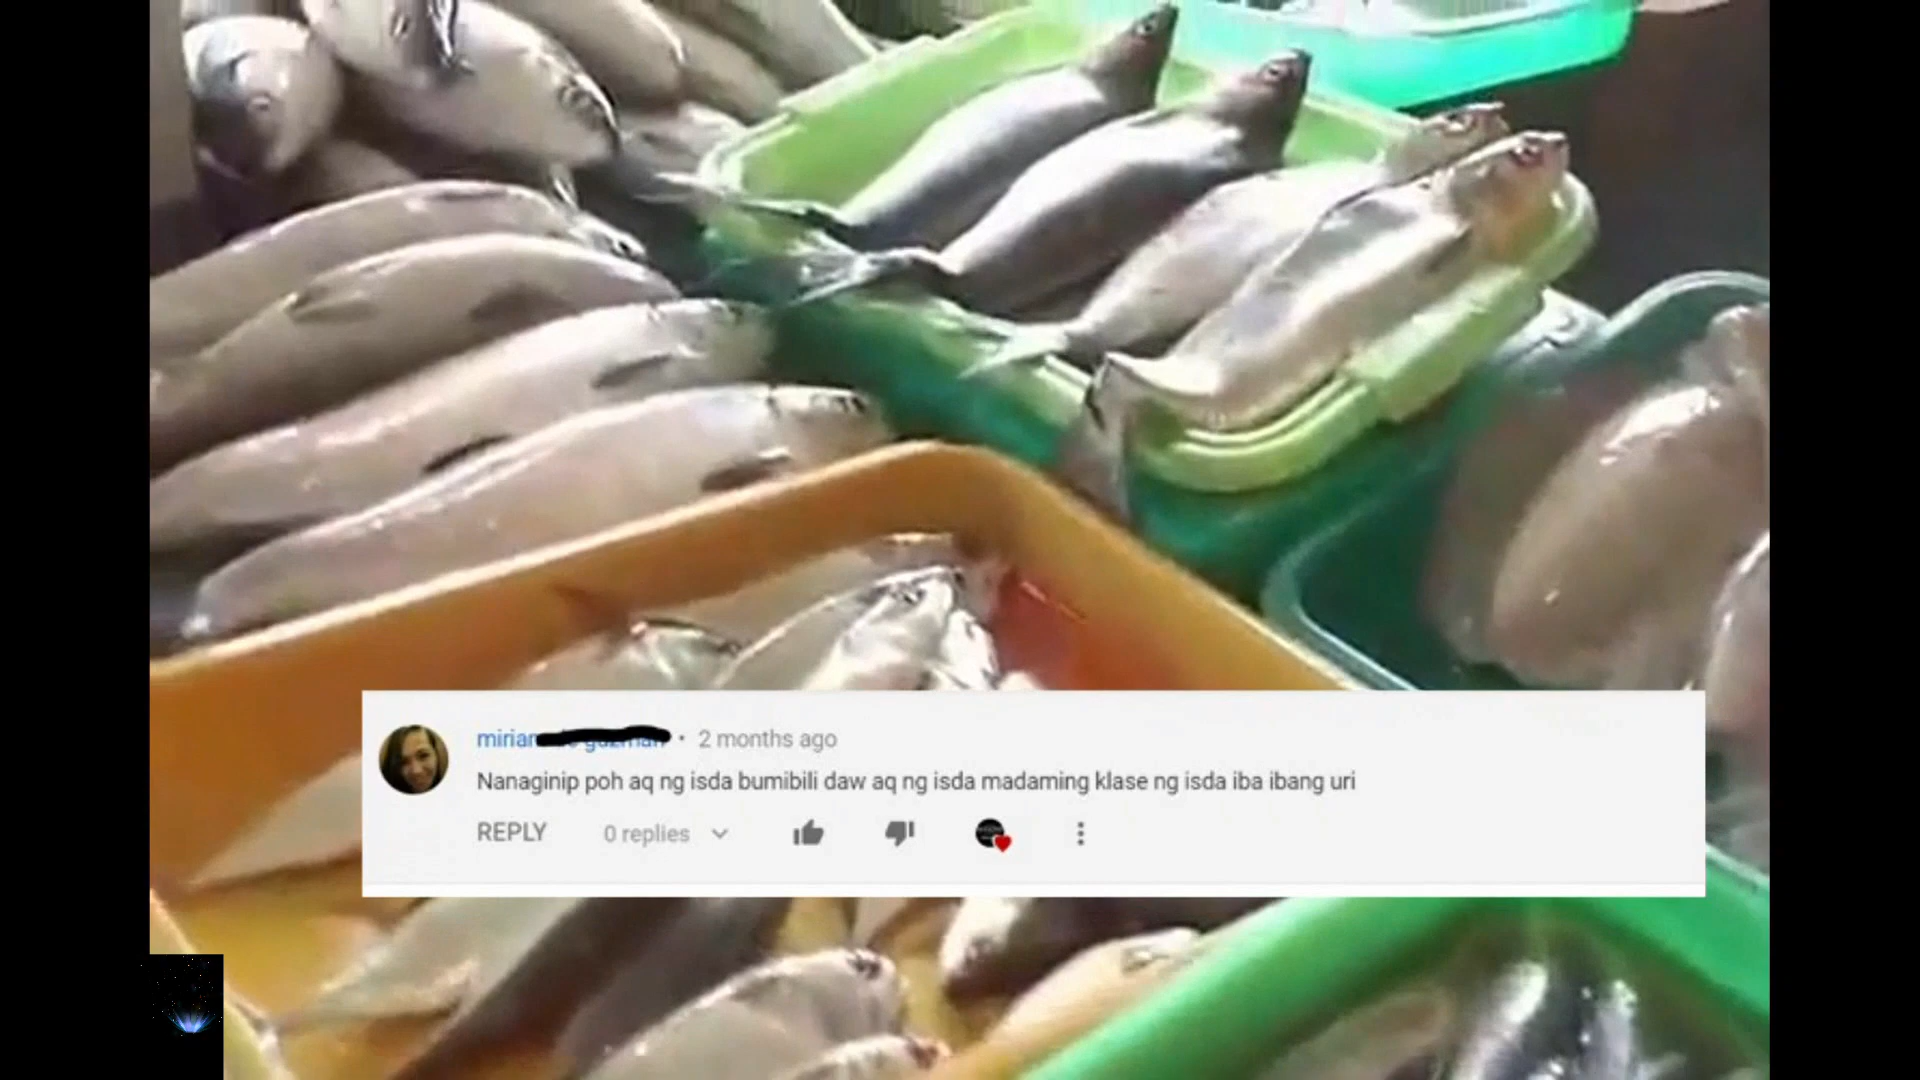 2 months ago
Nanaginip poh aq ng isda bumibili daw aq ng isda madaming klase ng isda iba ibang uri
REPLY 0 replies